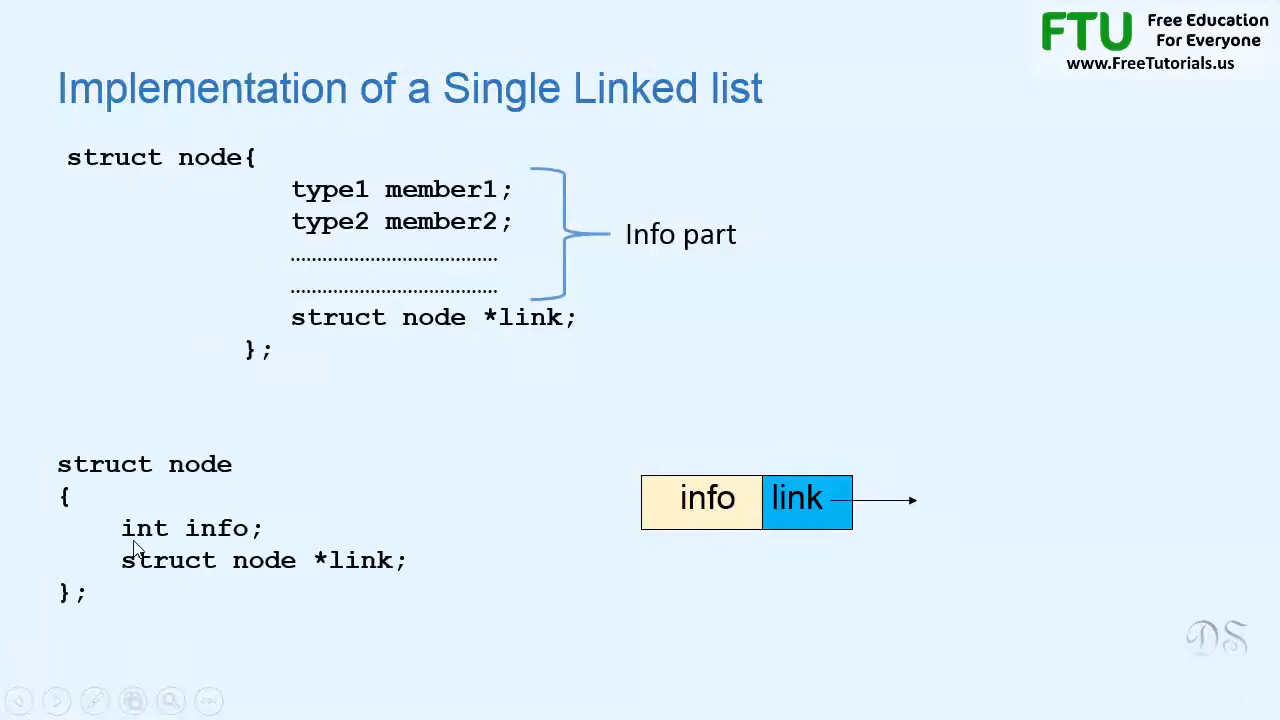 FTU Free Education
For Everyone
www.FreeTutorials.us
Implementation of a Single Linked list
struct node{
type1 member1;
type2 member2;
........................................
........................................
struct node *link;
};
Info part
struct node
{
int info;
struct node *link;
};
info link
DS